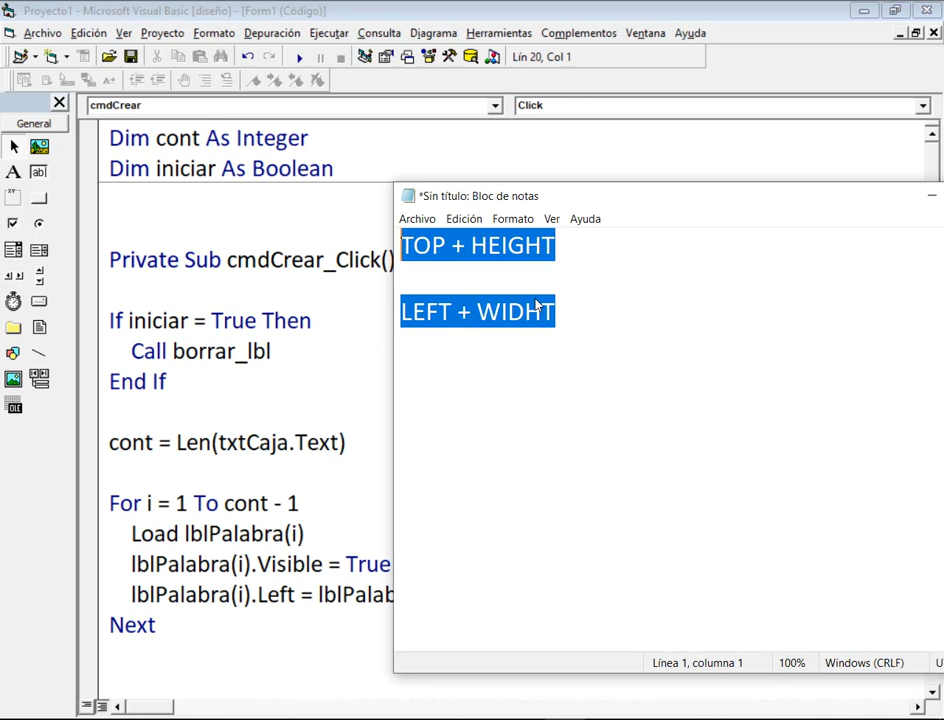 Proyecto1 - Microsoft Visual Basic [diseño] - [Form1 (Código)]
Archivo Edición Ver Proyecto Formato Depuración Ejecutar Consulta Diagrama Herramientas Complementos Ventana Ayuda
Lín 20, Col 1
General
cmdCrear
Click
Dim cont As Integer
Dim iniciar As Boolean
Private Sub cmdCrear_Click()
If iniciar = True Then
Call borrar_lbl
End If
cont = Len(txtCaja.Text)
For i = 1 To cont - 1
Load lblPalabra(i)
lblPalabra(i).Visible = True
lblPalabra(i).Left = lblPalab
Next
*Sin título: Bloc de notas
Archivo Edición Formato Ver Ayuda
TOP + HEIGHT
LEFT + WIDHT
Línea 1, columna 1 100% Windows (CRLF) U